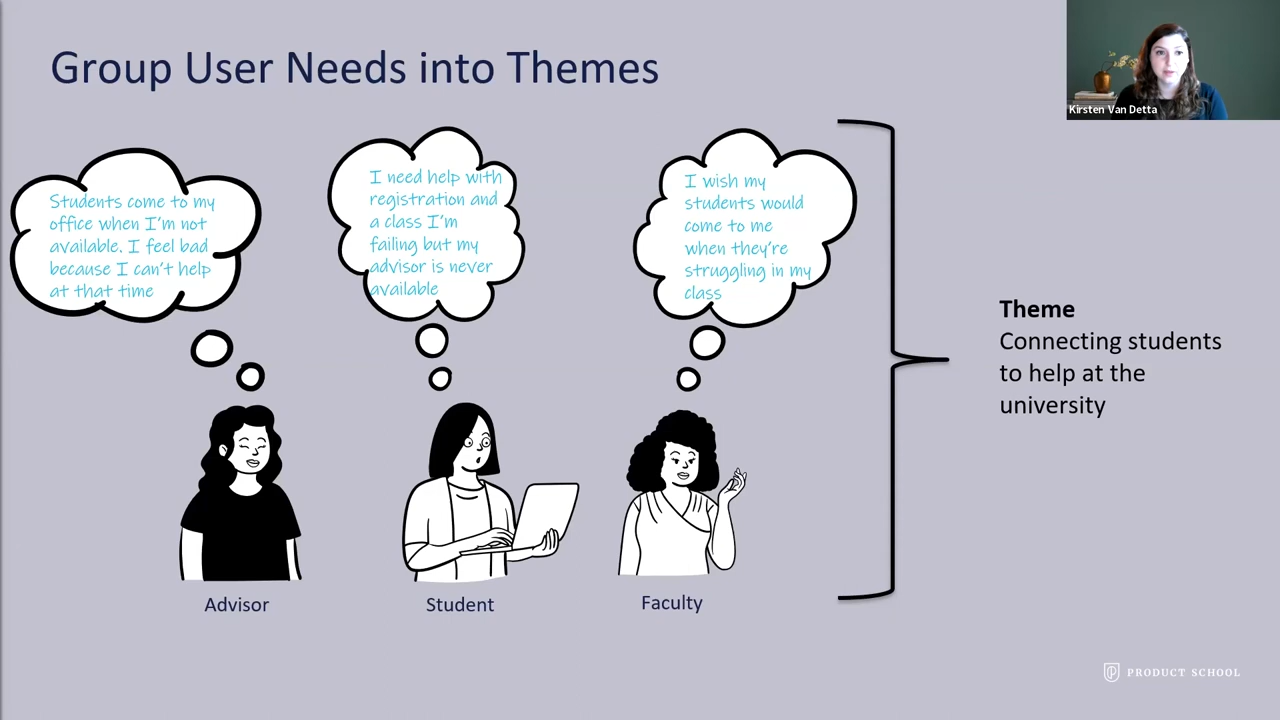 Group User Needs into Themes
Kirsten Van Detta
Students come to my
office when I'm not
available. I feel bad
because I can't help
at that time
I need help with
registration and
a class I'm
failing but my
advisor is never
available
I wish my
students would
come to me
when they're
struggling in my
class
Theme
Connecting students
to help at the
university
Advisor
Student
Faculty
PRODUCT SCHOOL